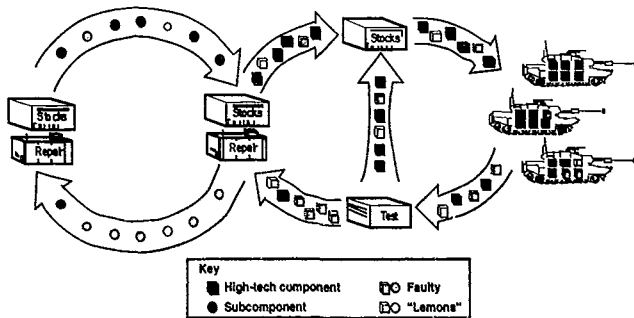 Stocks
Stocks
Stocks
Repair
Repair
Test
Key
High-tech component
Faulty
Subcomponent
"Lemons"